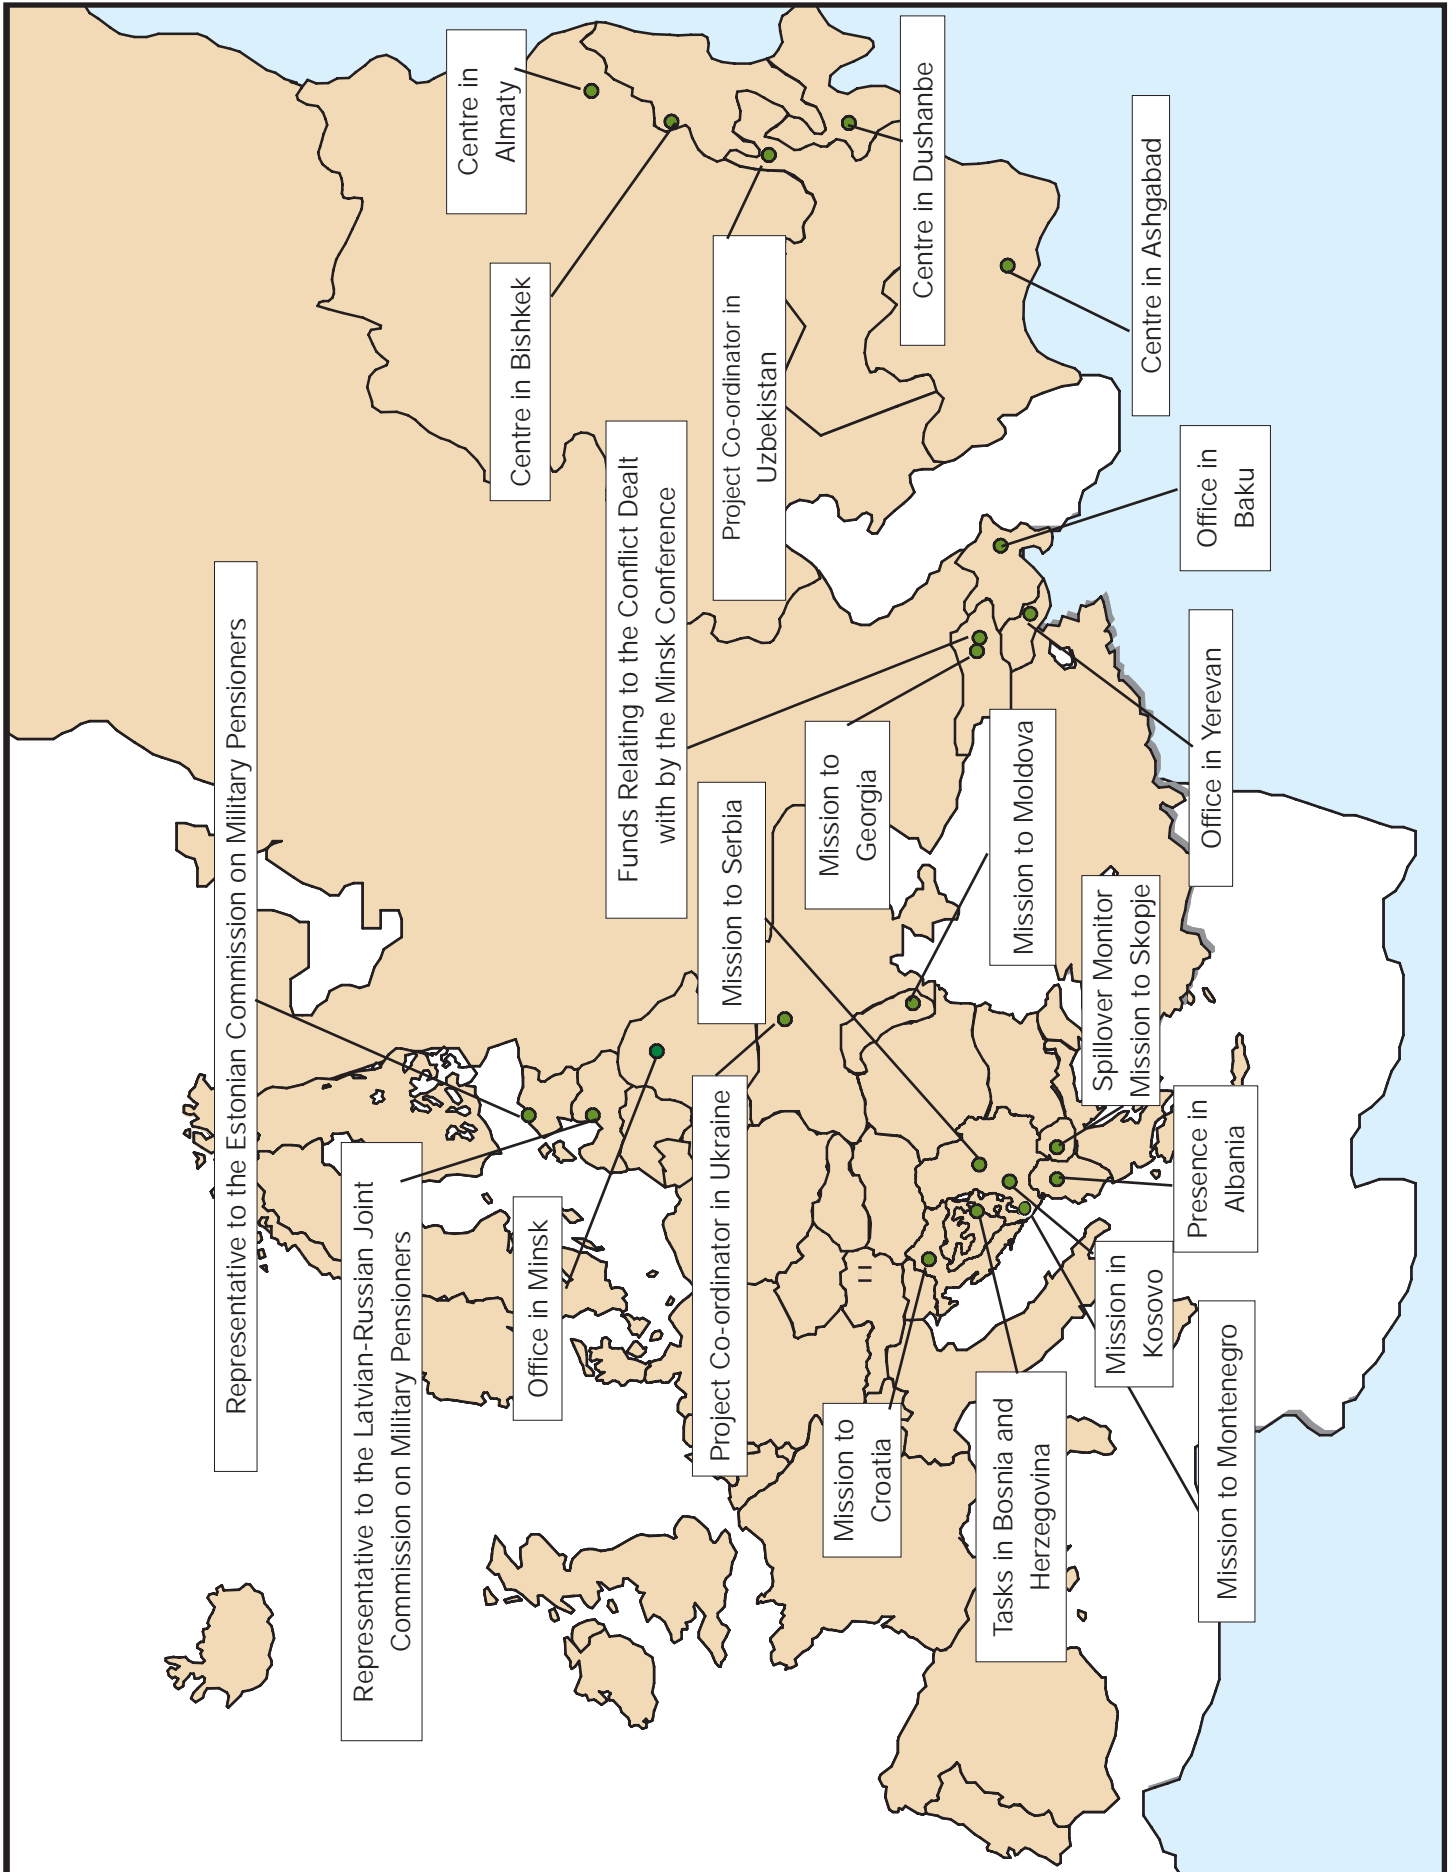 Representative to the Estonian Commission on Military Pensioners
Representative to the Latvian-Russian Joint
Commission on Military Pensioners
Centre in
Almaty
Centre in Bishkek
Office in Minsk
Funds Relating to the Conflict Dealt
with by the Minsk Conference
Project Co-ordinator in Ukraine
Mission to Serbia
Project Co-ordinator in
Uzbekistan
Mission to
Croatia
Mission to
Georgia
Centre in Dushanbe
Tasks in Bosnia and
Herzegovina
Mission to Moldova
Spillover Monitor
Mission to Skopje
Mission in
Kosovo
Centre in Ashgabad
Presence in
Albania
Office in Yerevan
Office in
Baku
Mission to Montenegro